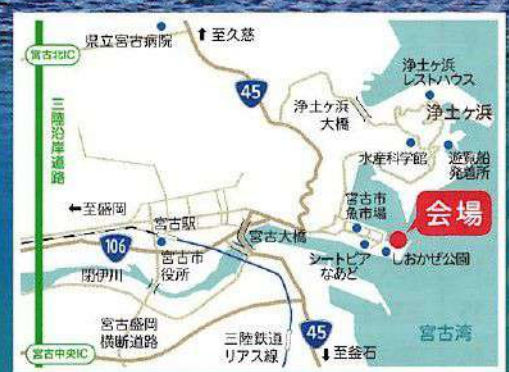 県立宮古病院
↑至久慈
宮古北IC
45
浄土ヶ浜
レストハウス
浄土ヶ浜
浄土ヶ浜
大橋
三陸沿岸道路
水産科学館
遊覧船
発着所
宮古市
魚市場
会場
←至盛岡
宮古駅
宮古大橋
106
宮古市
役所
シートピア
なあど
しおかぜ公園
閉伊川
宮古盛岡
横断道路
三陸鉄道
リアス線
45
宮古湾
宮古中央IC
↓至釜石